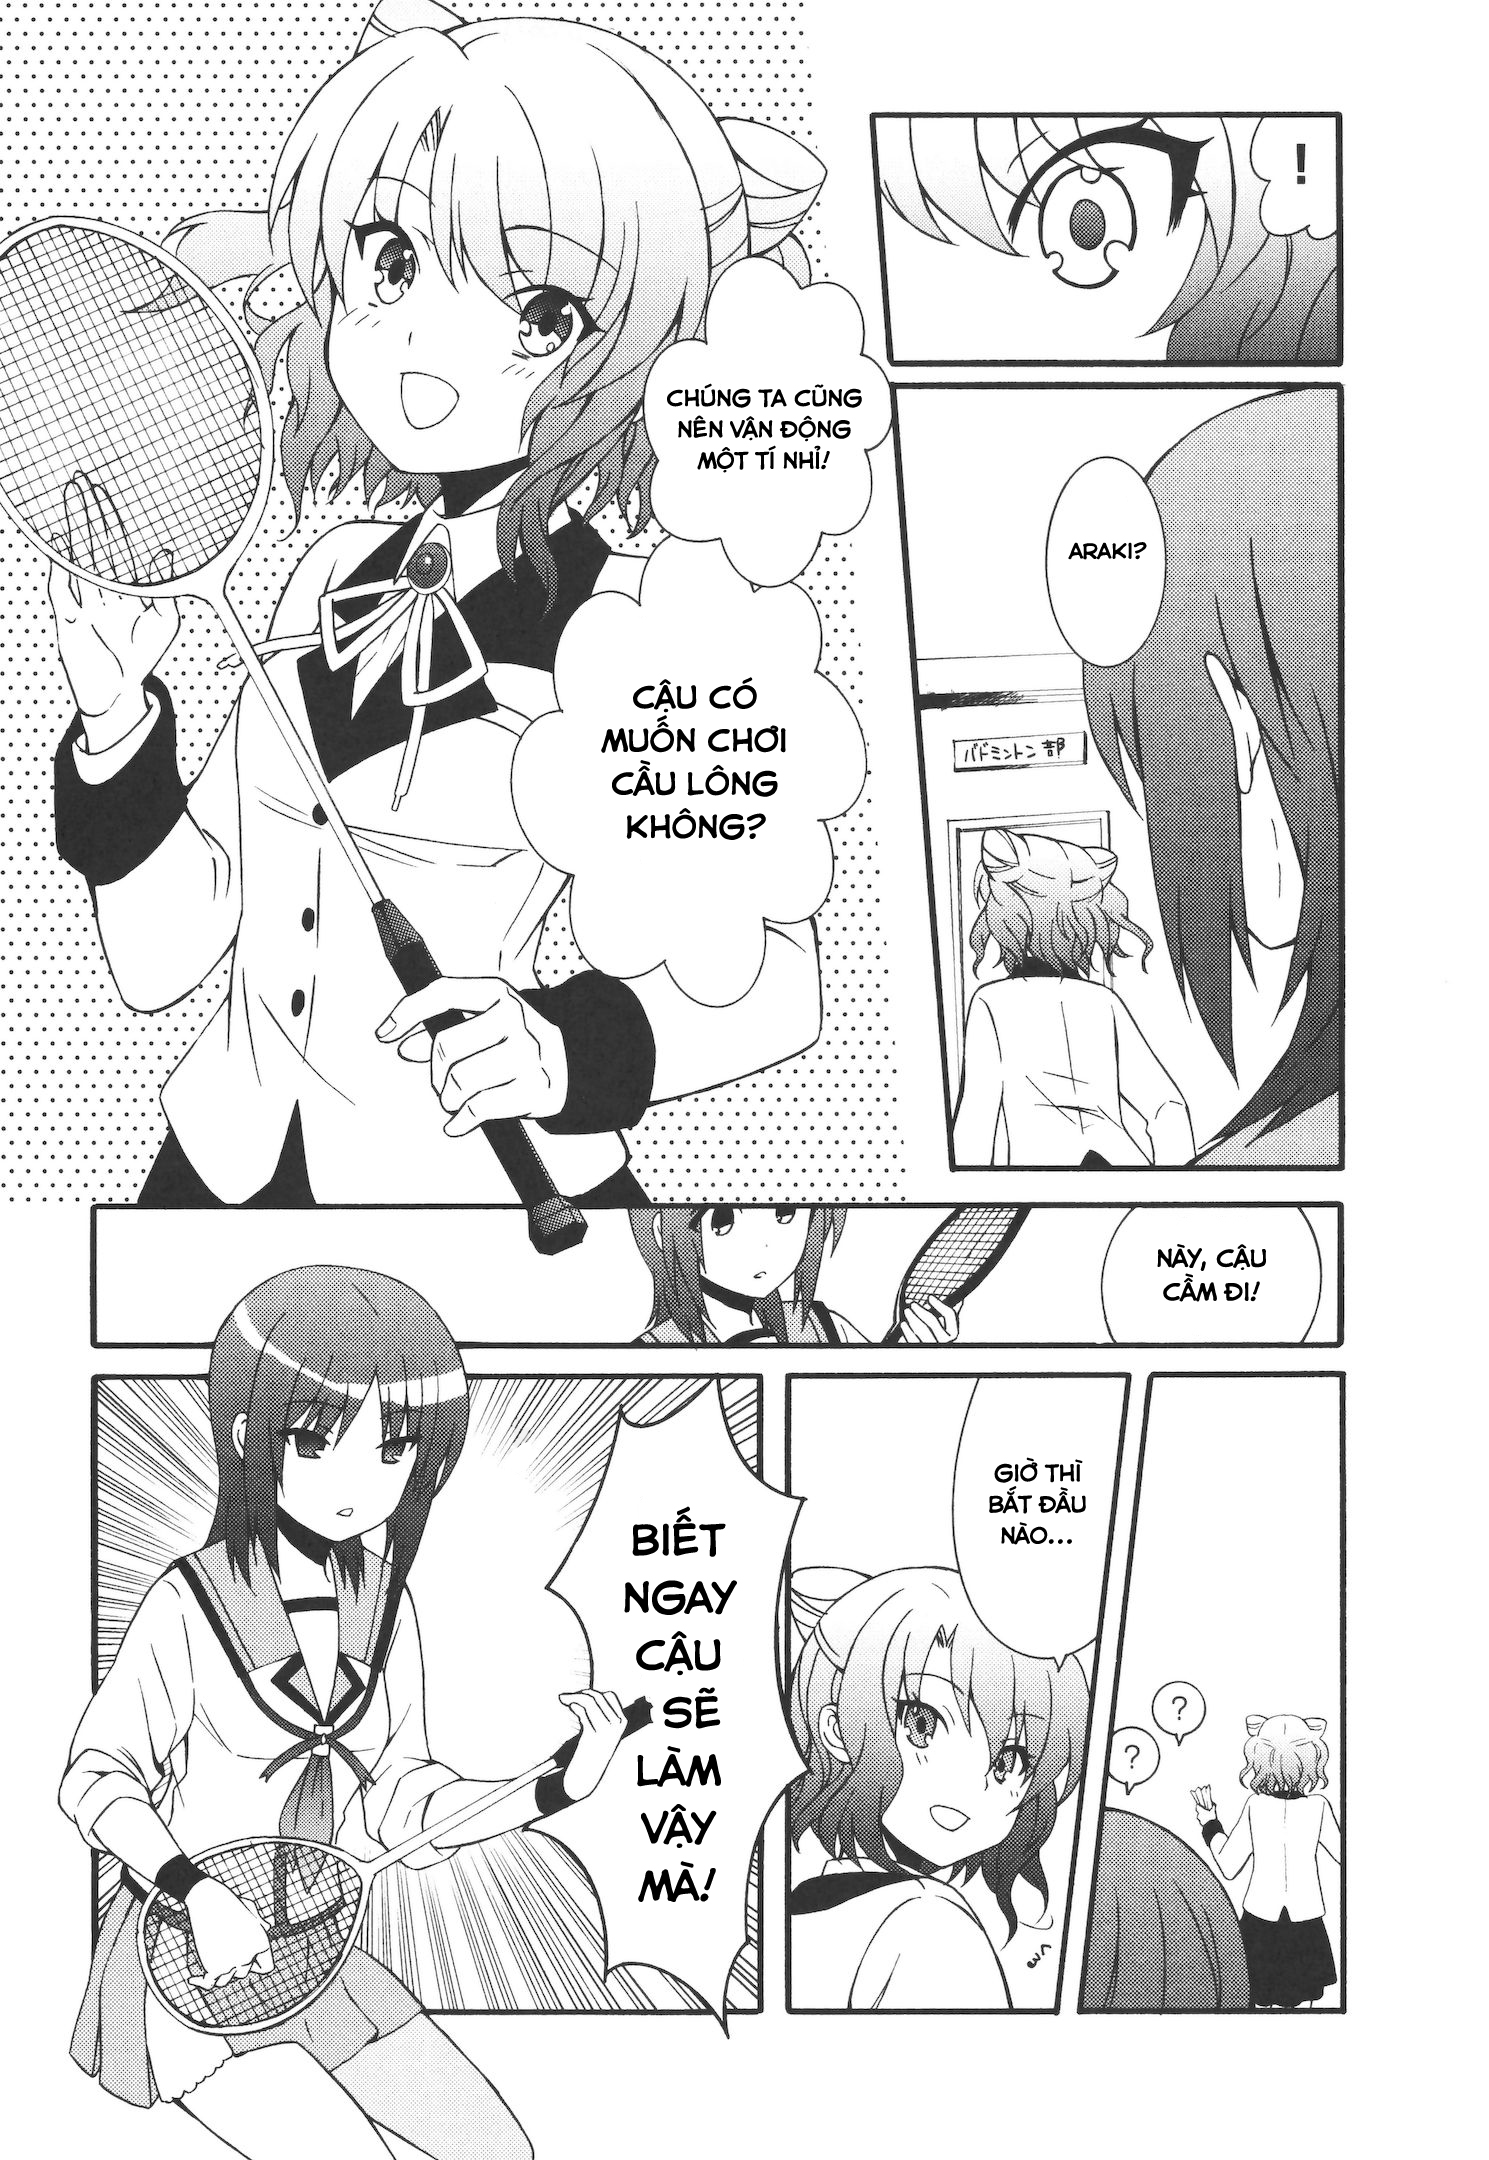 !
ARAKI?
バドミントン部
CHÚNG TA CŨNG
NÊN VẬN ĐỘNG
MỘT TÍ NHỈ!
CẬU CÓ
MUỐN CHƠI
CẦU LÔNG
KHÔNG?
NÀY, CẬU
CẦM ĐI!
?
?
GIỜ THÌ
BẮT ĐẦU
NÀO...
BIẾT
NGAY
CẬU
SẼ
LÀM
VẬY
MÀ!